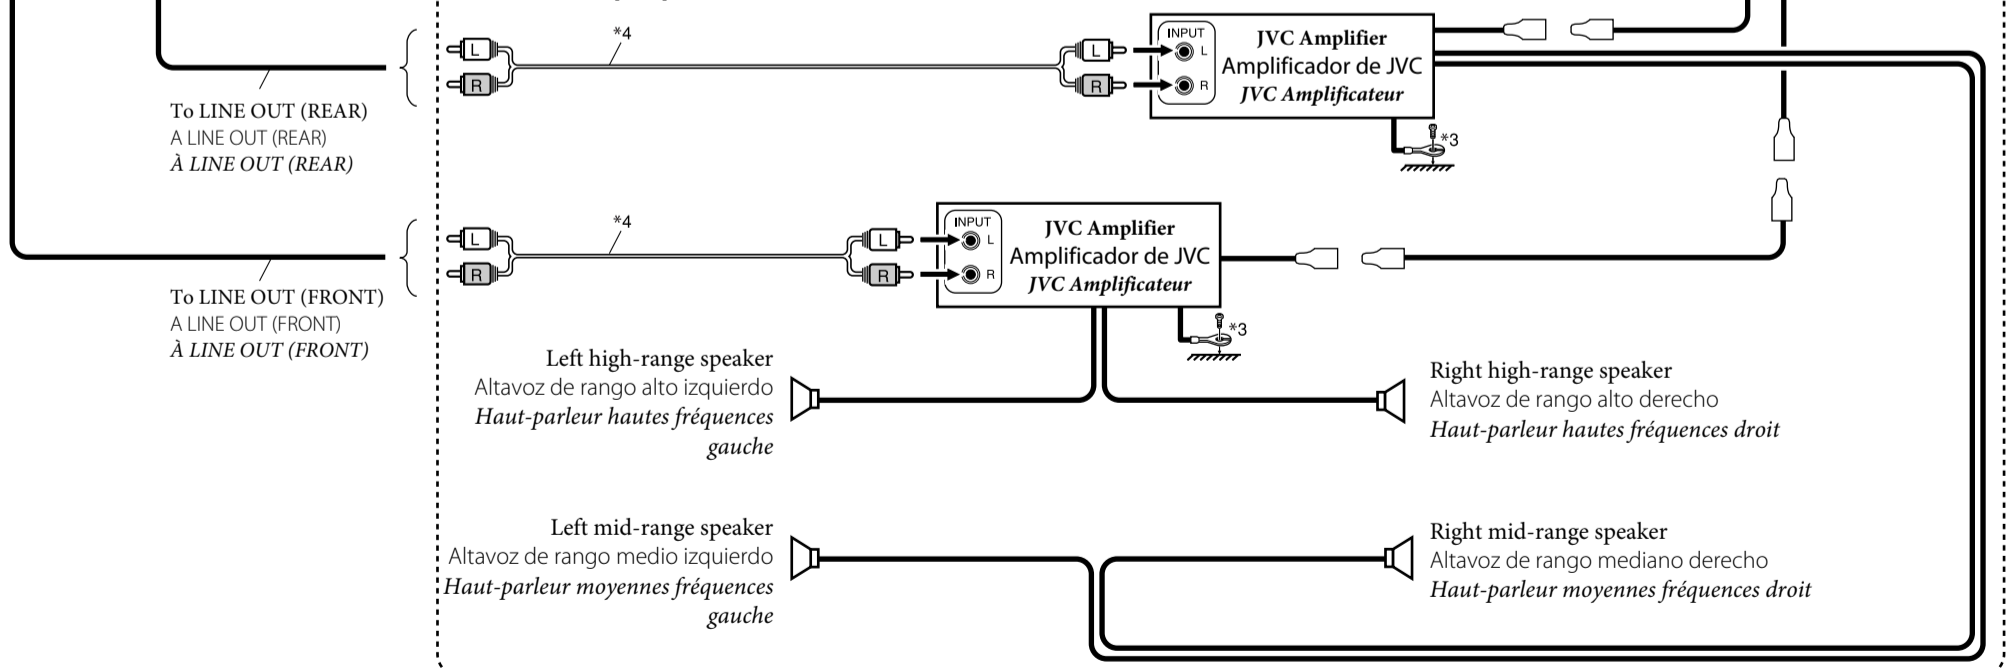 *4
L
R
L
R
INPUT
L
R
JVC Amplifier
Amplificador de JVC
JVC Amplificateur
*3
To LINE OUT (REAR)
A LINE OUT (REAR)
À LINE OUT (REAR)
*4
L
R
L
R
INPUT
L
R
JVC Amplifier
Amplificador de JVC
JVC Amplificateur
*3
To LINE OUT (FRONT)
A LINE OUT (FRONT)
À LINE OUT (FRONT)
Left high-range speaker
Altavoz de rango alto izquierdo
Haut-parleur hautes fréquences
gauche
Right high-range speaker
Altavoz de rango alto derecho
Haut-parleur hautes fréquences droit
Left mid-range speaker
Altavoz de rango medio izquierdo
Haut-parleur moyennes fréquences
gauche
Right mid-range speaker
Altavoz de rango mediano derecho
Haut-parleur moyennes fréquences droit